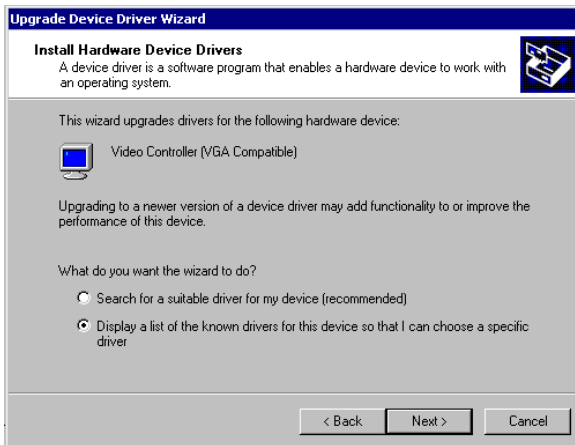 Upgrade Device Driver Wizard
Install Hardware Device Drivers
A device driver is a software program that enables a hardware device to work with
an operating system.
This wizard upgrades drivers for the following hardware device:
Video Controller (VGA Compatible)
Upgrading to a newer version of a device driver may add functionality to or improve the
performance of this device.
What do you want the wizard to do?
Search for a suitable driver for my device (recommended)
Display a list of the known drivers for this device so that I can choose a specific
driver
< Back
Next >
Cancel